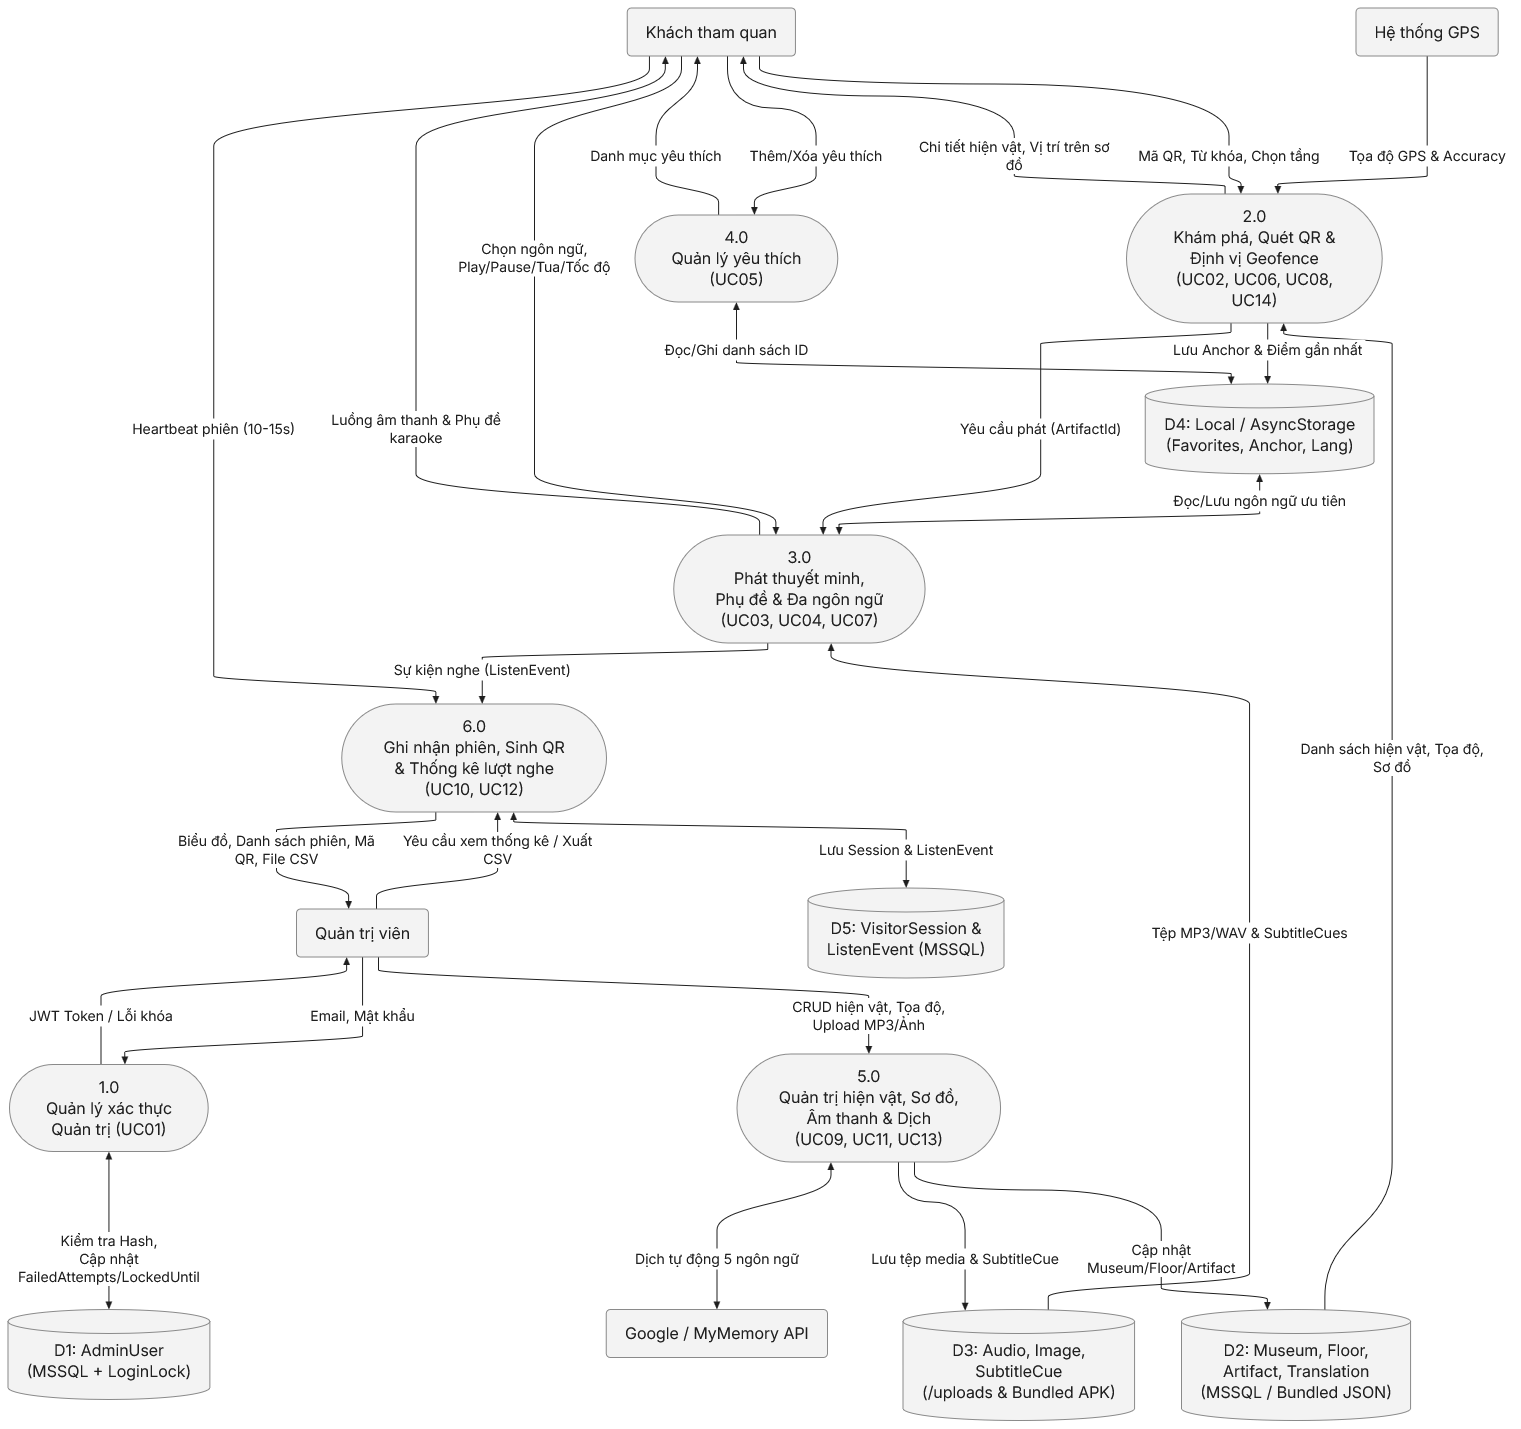 Khách tham quan
Hệ thống GPS
Danh mục yêu thích
Thêm/Xóa yêu thích
Chi tiết hiện vật, Vị trí trên sơ
đồ
Mã QR, Từ khóa, Chọn tầng
Tọa độ GPS & Accuracy
Chọn ngôn ngữ,
Play/Pause/Tua/Tốc độ
4.0
Quản lý yêu thích
(UC05)
2.0
Khám phá, Quét QR &
Định vị Geofence
(UC02, UC06, UC08,
UC14)
Đọc/Ghi danh sách ID
Lưu Anchor & Điểm gần nhất
Heartbeat phiên (10-15s)
Luồng âm thanh & Phụ đề
karaoke
Yêu cầu phát (ArtifactId)
D4: Local / AsyncStorage
(Favorites, Anchor, Lang)
Đọc/Lưu ngôn ngữ ưu tiên
3.0
Phát thuyết minh,
Phụ đề & Đa ngôn ngữ
(UC03, UC04, UC07)
Sự kiện nghe (ListenEvent)
6.0
Ghi nhận phiên, Sinh QR
& Thống kê lượt nghe
(UC10, UC12)
Danh sách hiện vật, Tọa độ,
Sơ đồ
Biểu đồ, Danh sách phiên, Mã
QR, File CSV
Yêu cầu xem thống kê / Xuất
CSV
Lưu Session & ListenEvent
Quản trị viên
D5: VisitorSession &
ListenEvent (MSSQL)
Tệp MP3/WAV & SubtitleCues
JWT Token / Lỗi khóa
Email, Mật khẩu
CRUD hiện vật, Tọa độ,
Upload MP3/Ảnh
1.0
Quản lý xác thực
Quản trị (UC01)
5.0
Quản trị hiện vật, Sơ đồ,
Âm thanh & Dịch
(UC09, UC11, UC13)
Kiểm tra Hash,
Cập nhật
FailedAttempts/LockedUntil
Dịch tự động 5 ngôn ngữ
Lưu tệp media & SubtitleCue
Cập nhật
Museum/Floor/Artifact
D1: AdminUser
(MSSQL + LoginLock)
Google / MyMemory API
D3: Audio, Image,
SubtitleCue
(/uploads & Bundled APK)
D2: Museum, Floor,
Artifact, Translation
(MSSQL / Bundled JSON)